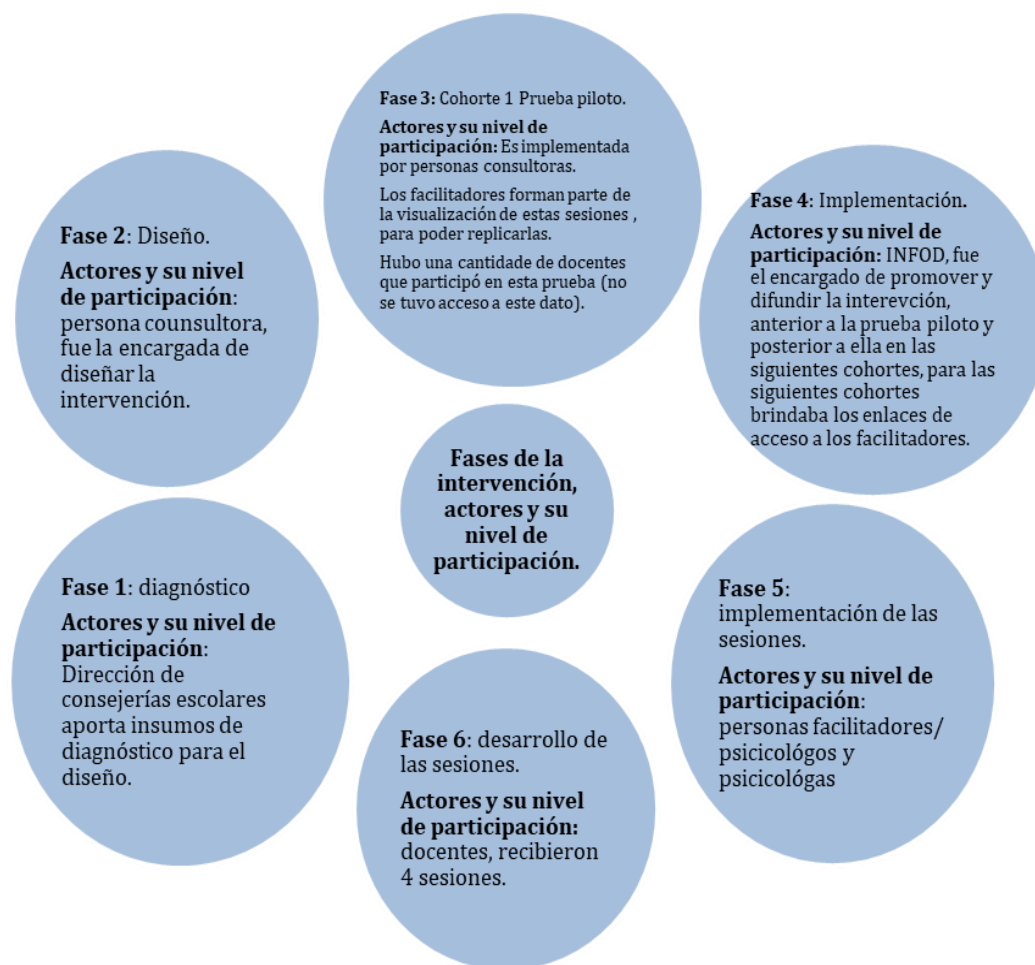 Fase 3: Cohorte 1 Prueba piloto.
Actores y su nivel de
participación: Es implementada
por personas consultoras.
Los facilitadores forman parte de
la visualización de estas sesiones ,
para poder replicarlas.
Hubo una cantidade de docentes
que participó en esta prueba (no
se tuvo acceso a este dato).
Fase 2: Diseño.
Actores y su nivel
de participación:
persona counsultora,
fue la encargada de
diseñar la
intervención.
Fase 4: Implementación.
Actores y su nivel de
participación: INFOD, fue
el encargado de promover y
difundir la interevción,
anterior a la prueba piloto y
posterior a ella en las
siguientes cohortes, para las
siguientes cohortes
brindaba los enlaces de
acceso a los facilitadores.
Fases de la
intervención,
actores y su
nivel de
participación.
Fase 1: diagnóstico
Actores y su nivel de
participación:
Dirección de
consejerías escolares
aporta insumos de
diagnóstico para el
diseño.
Fase 5:
implementación de las
sesiones.
Actores y su nivel de
participación:
personas facilitadores/
psicicológos y
psicicológas
Fase 6: desarrollo de
las sesiones.
Actores y su nivel
de participación:
docentes, recibieron
4 sesiones.